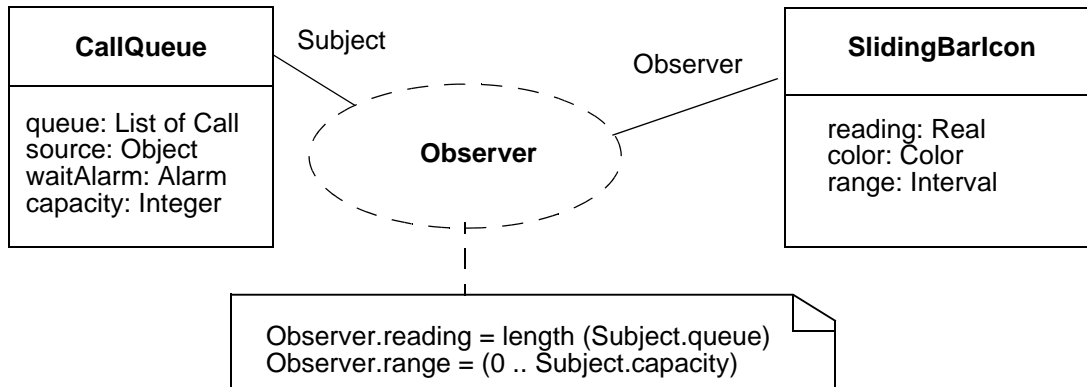 CallQueue
queue: List of Call
source: Object
waitAlarm: Alarm
capacity: Integer
Subject
Observer
Observer
SlidingBarIcon
reading: Real
color: Color
range: Interval
Observer.reading = length (Subject.queue)
Observer.range = (0 .. Subject.capacity)